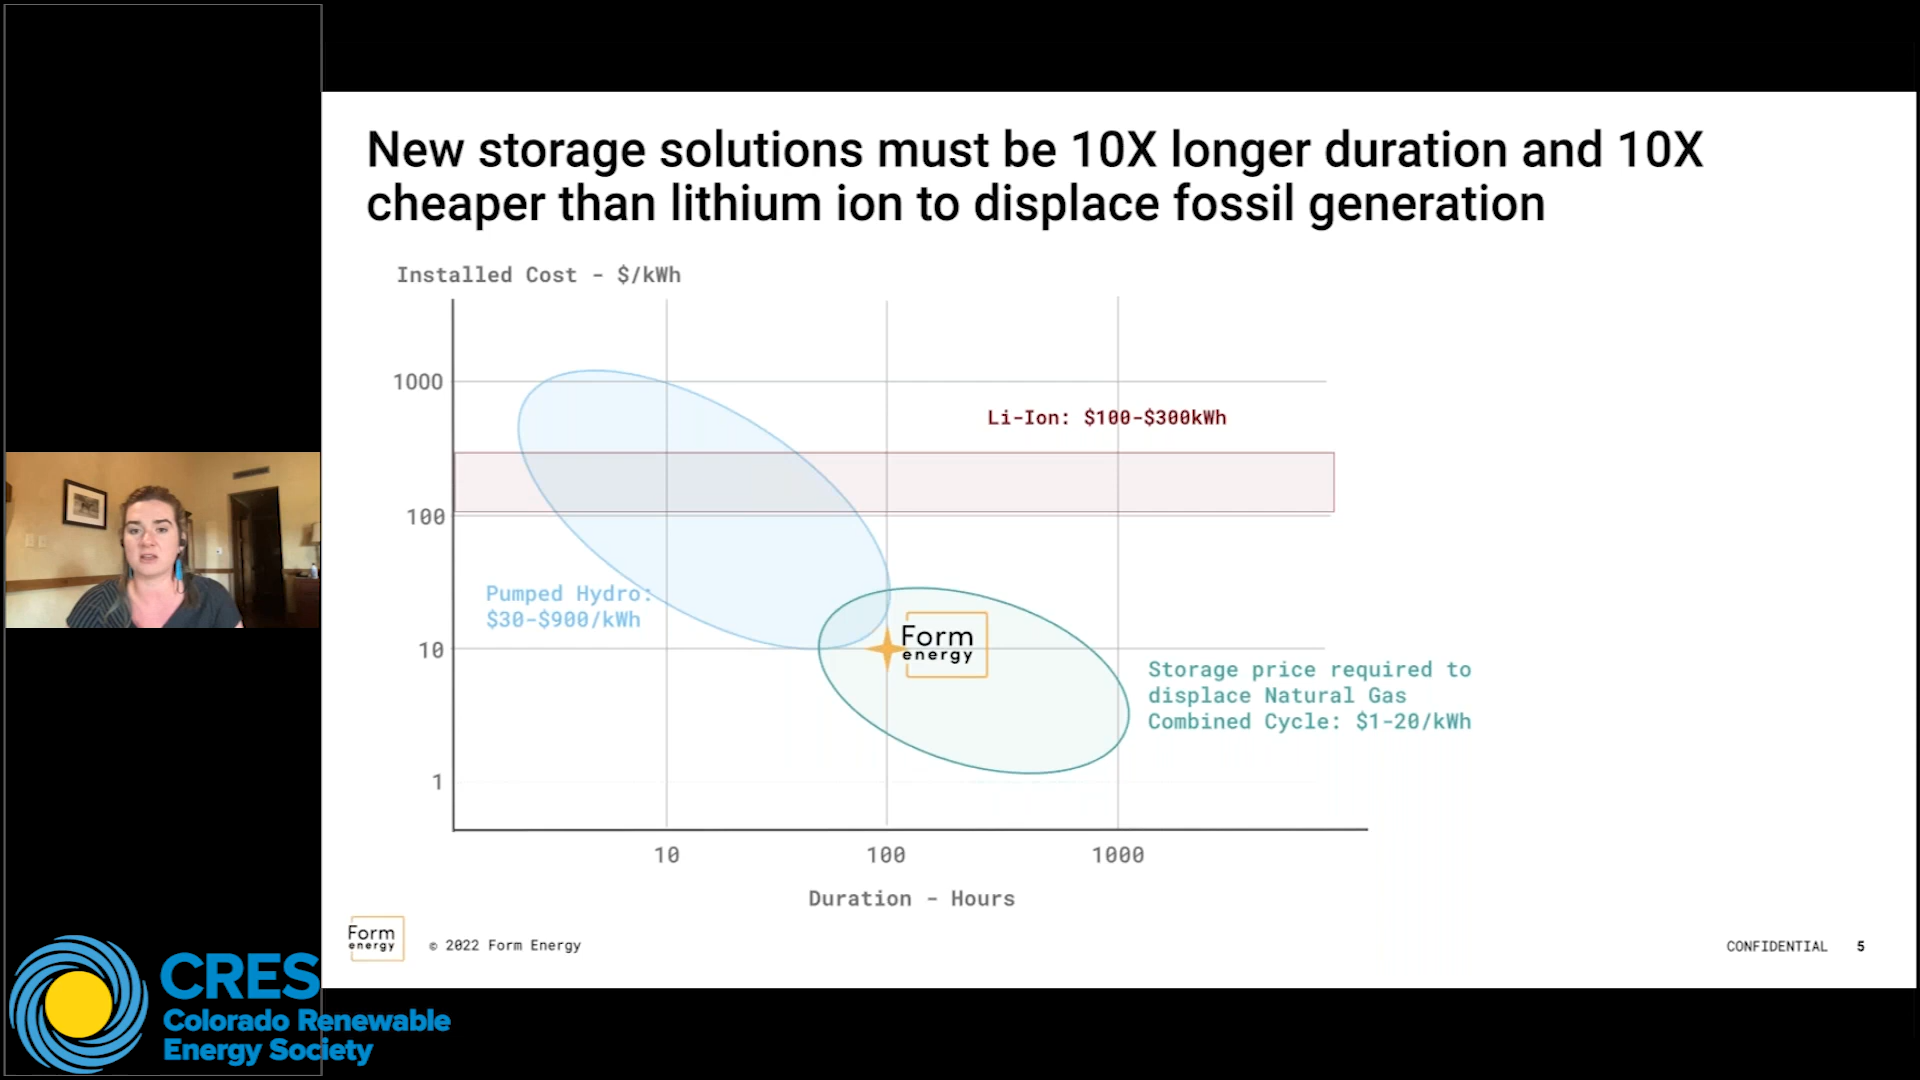 New storage solutions must be 10X longer duration and 10X
cheaper than lithium ion to displace fossil generation
Installed Cost - $/kWh
1000
Li-Ion: $100-$300kWh
100
Pumped Hydro:
$30-$900/kWh
Form
energy
10
Storage price required to
displace Natural Gas
Combined Cycle: $1-20/kWh
1
10
100
1000
Duration - Hours
Form
energy
© 2022 Form Energy
CONFIDENTIAL
5
CRES
Colorado Renewable
Energy Society